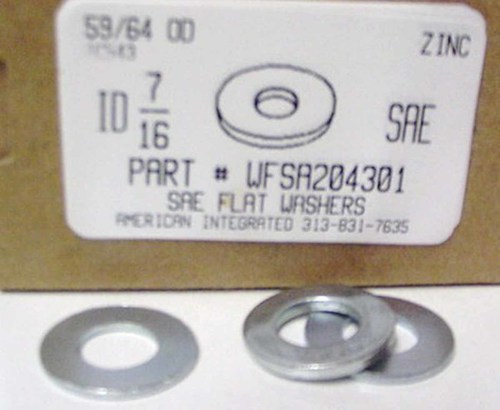 59/64 OD
ZINC
ID 7/16
SAE
PART # WFSA204301
SAE FLAT WASHERS
AMERICAN INTEGRATED 313-831-7635